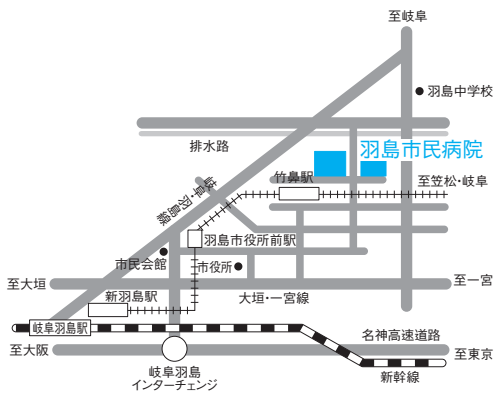 至岐阜
羽島中学校
排水路
羽島市民病院
竹鼻駅
至笠松・岐阜
岐阜・羽島線
羽島市役所前駅
市民会館
市役所
至大垣
至一宮
新羽島駅
大垣・一宮線
岐阜羽島駅
名神高速道路
至大阪
至東京
岐阜羽島
インターチェンジ
新幹線